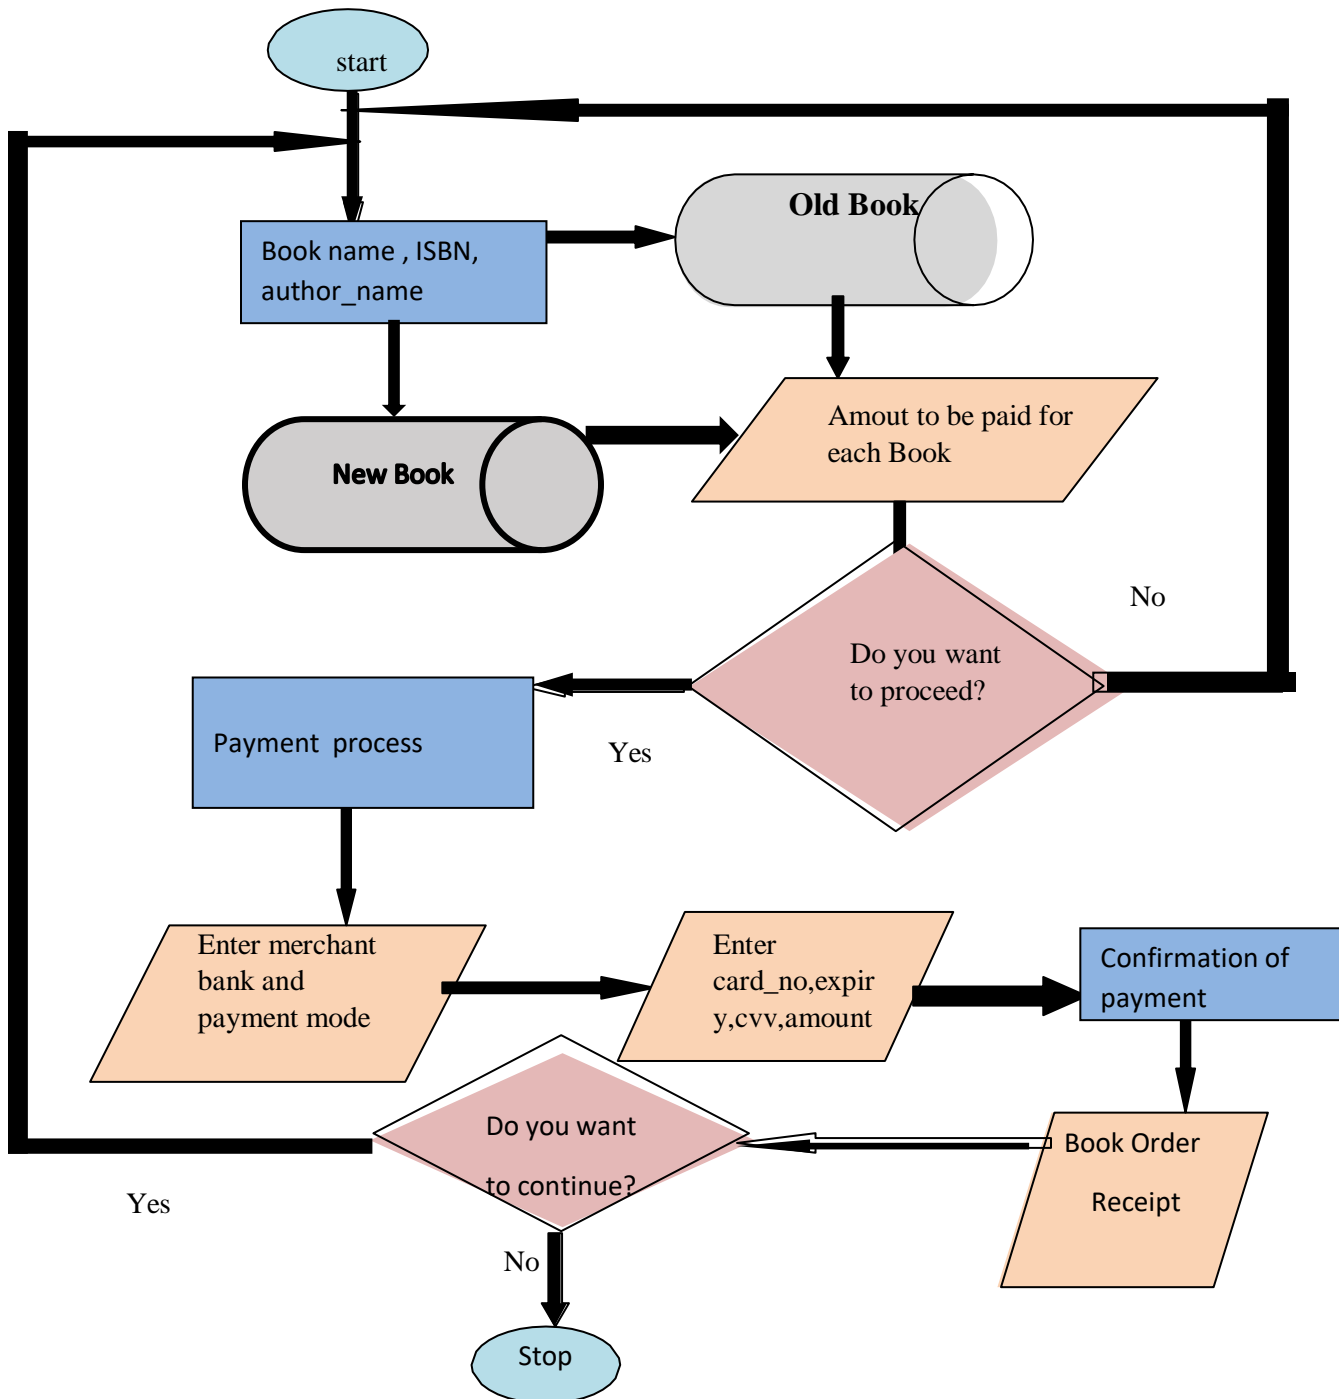 start
Old Book
Book name , ISBN,
author_name
Amout to be paid for
each Book
New Book
No
Do you want
to proceed?
Payment process
Yes
Enter merchant
bank and
payment mode
Enter
card_no,expir
y,cvv,amount
Confirmation of
payment
Do you want
to continue?
Book Order
Receipt
Yes
No
Stop